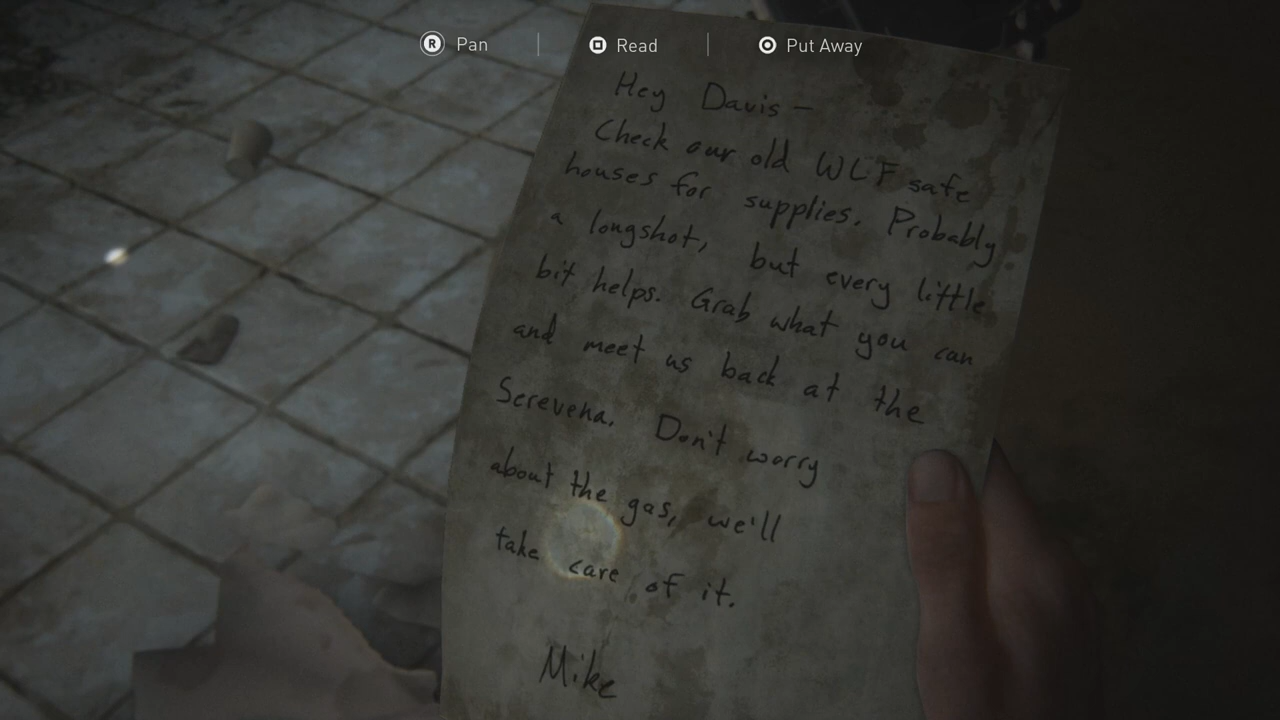 R Pan | Read | Put Away
Hey Davis –
Check our old WLF safe
houses for supplies. Probably
a longshot, but every little
bit helps. Grab what you can
and meet us back at the
Serevena. Don't worry
about the gas, we'll
take care of it.
Mike